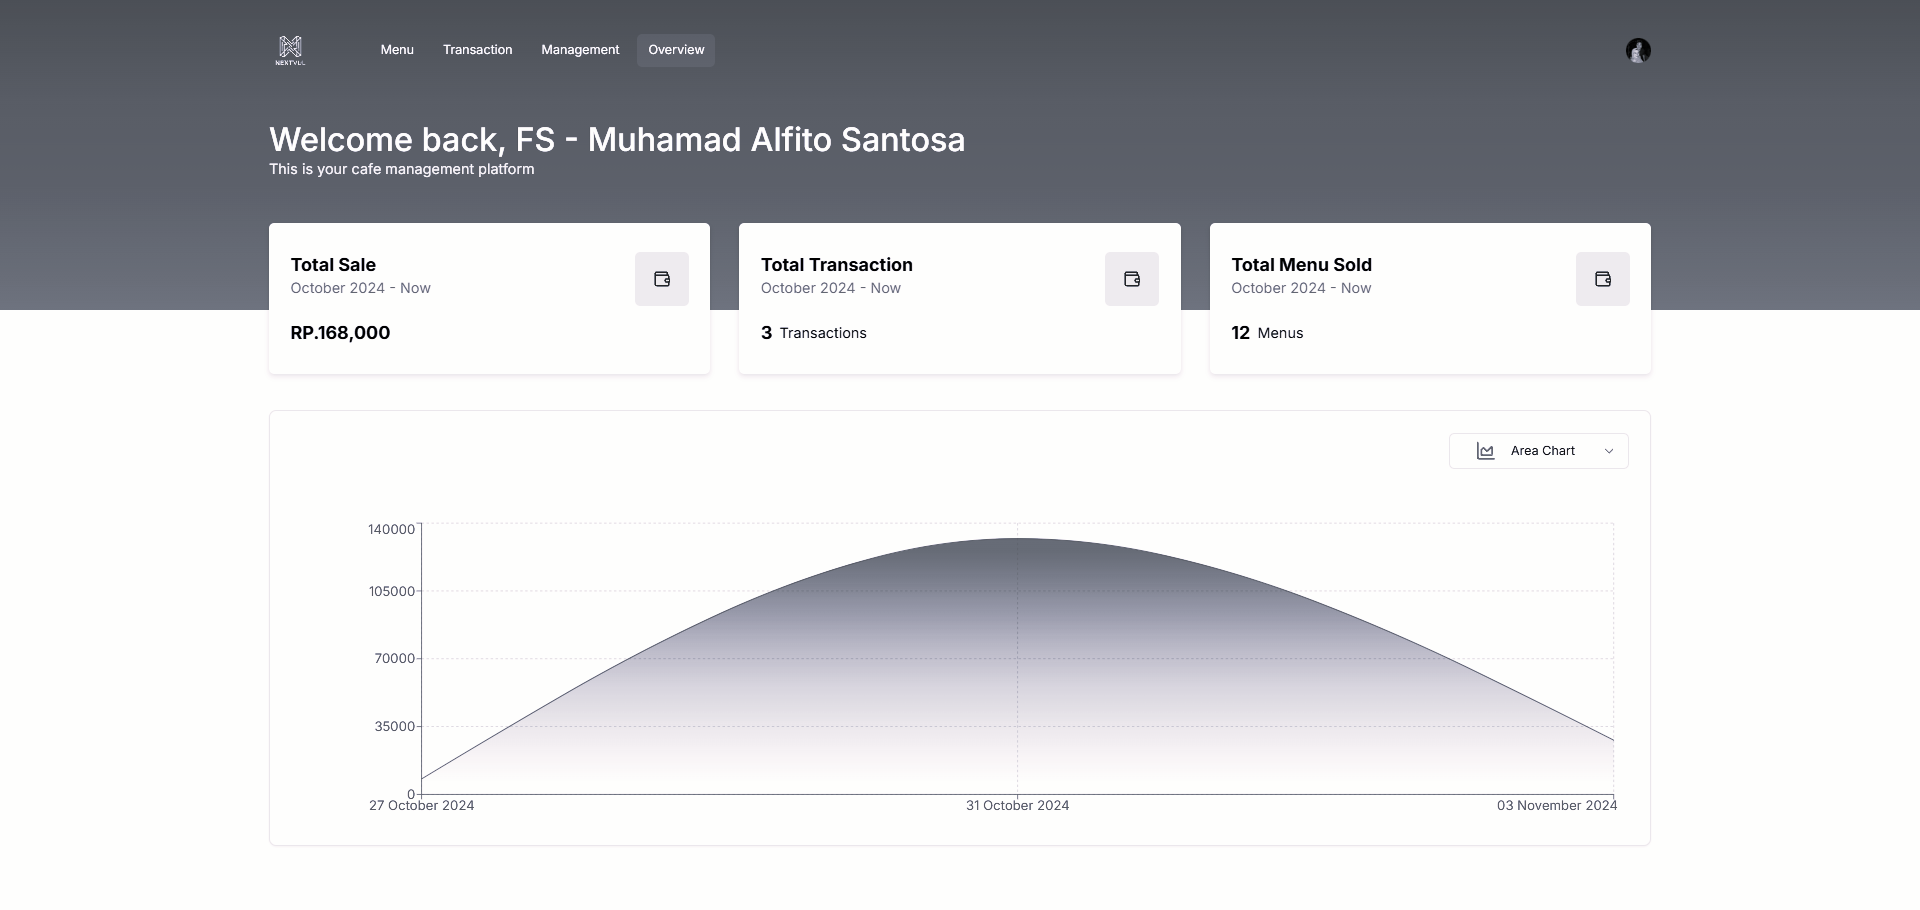 NEXTVLL
Menu Transaction Management Overview
Welcome back, FS - Muhamad Alfito Santosa
This is your cafe management platform
Total Sale
October 2024 - Now
RP.168,000
Total Transaction
October 2024 - Now
3 Transactions
Total Menu Sold
October 2024 - Now
12 Menus
Area Chart
140000
105000
70000
35000
0
27 October 2024
31 October 2024
03 November 2024